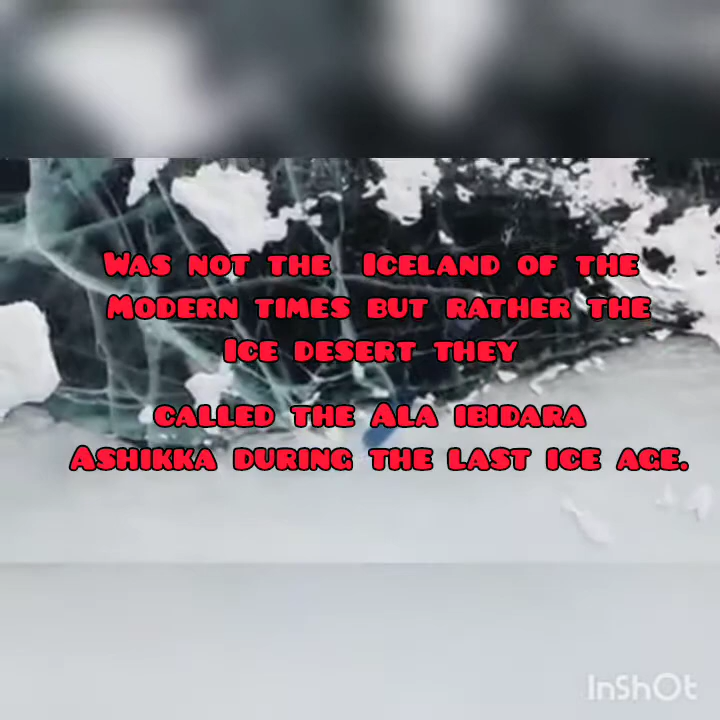 Was not the Iceland of the
Modern times but rather the
Ice desert they
called the Ala ibidara
Ashikka during the last ice age.
InShOt